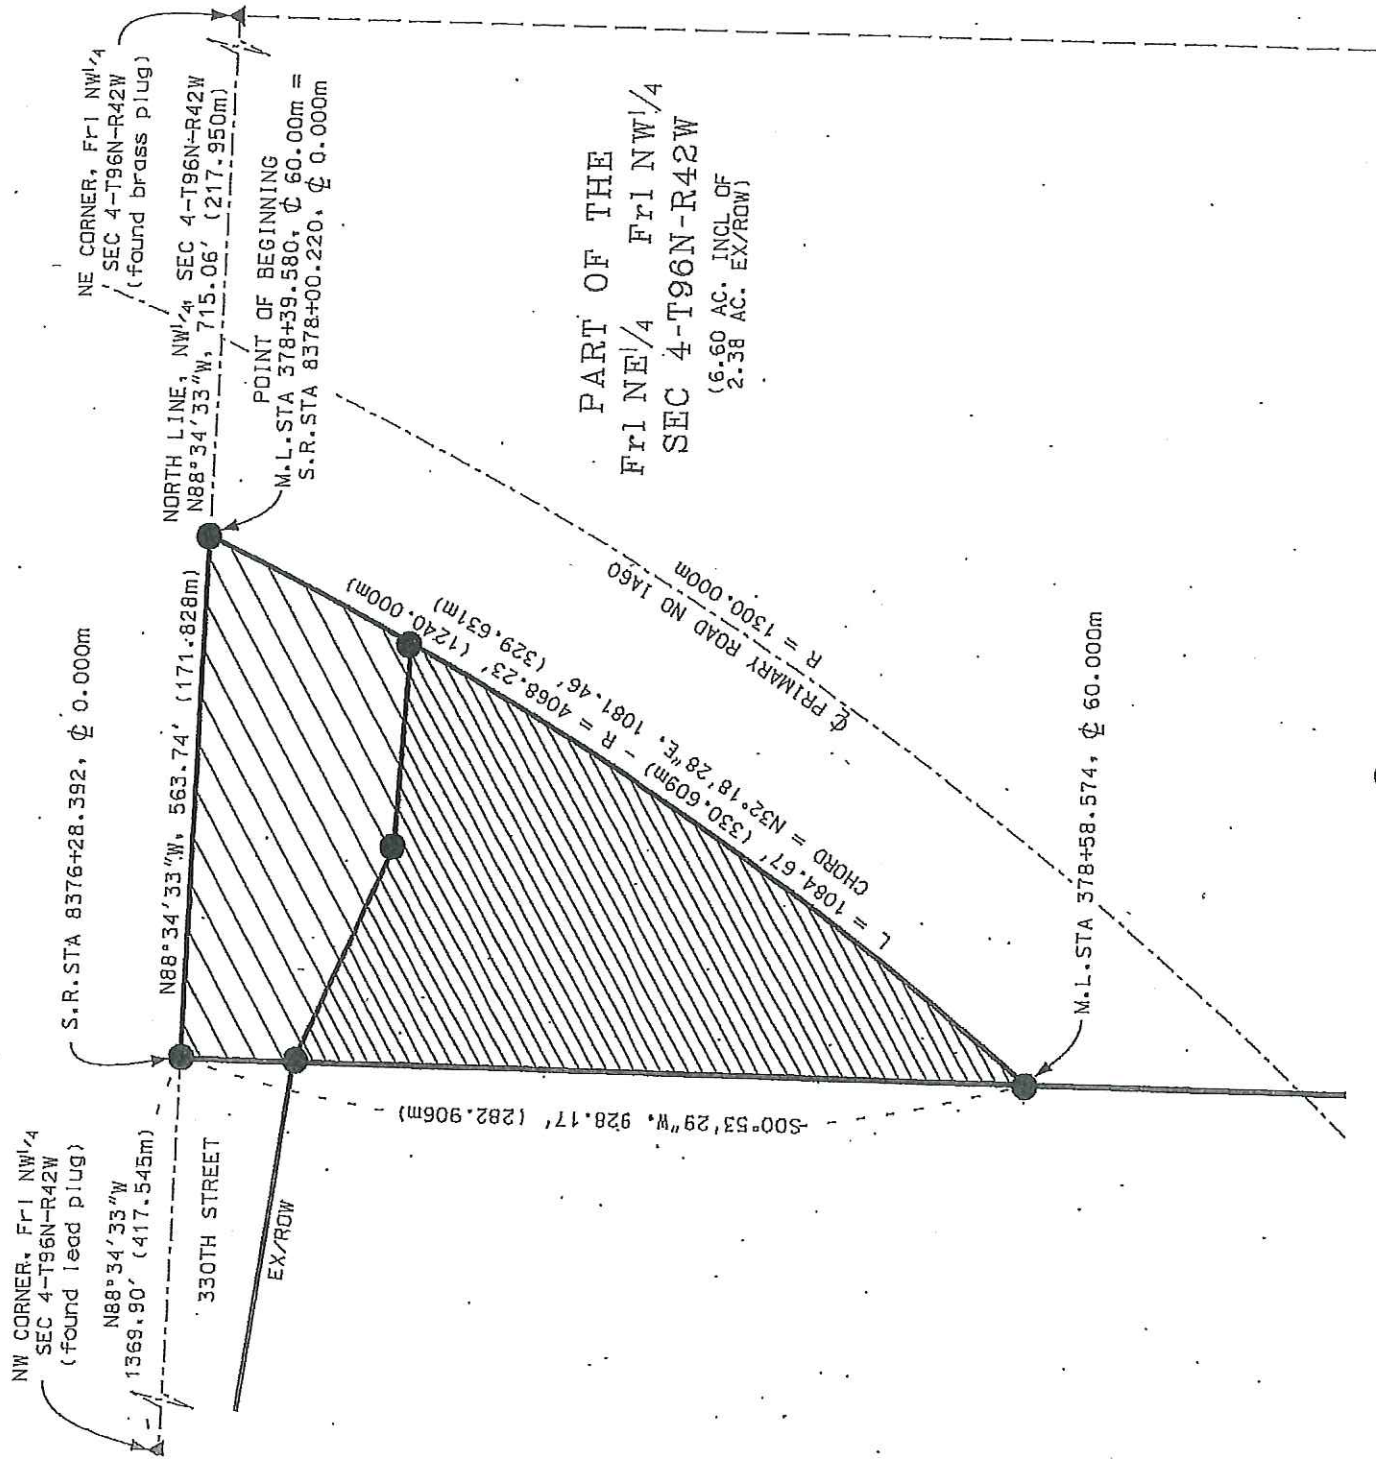 NW CORNER, Frl NW1/4
SEC 4-T96N-R42W
(found lead plug)
N88°34'33"W
1369.90' (417.545m)
330TH STREET
EX/ROW
S.R.STA 8376+28.392, ℄ 0.000m
N88°34'33"W, 563.74' (171.828m)
NE CORNER, Frl NW1/4
SEC 4-T96N-R42W
(found brass plug)
NORTH LINE, NW1/4, SEC 4-T96N-R42W
N88°34'33"W, 715.06' (217.950m)
POINT OF BEGINNING
M.L.STA 378+39.580, ℄ 60.00m =
S.R.STA 8378+00.220, ℄ 0.000m
PART OF THE
Frl NE1/4 Frl NW1/4
SEC 4-T96N-R42W
(6.60 AC. INCL OF
2.38 AC. EX/ROW)
L = 1084.67' (330.609m) - R = 4068.23' (1240.000m)
CHORD = N32°18'28"E, 1081.46' (329.631m)
℄ PRIMARY ROAD NO 1A60
R = 1300.000m
S00°53'29"W, 928.17' (282.906m)
M.L.STA 378+58.574, ℄ 60.000m